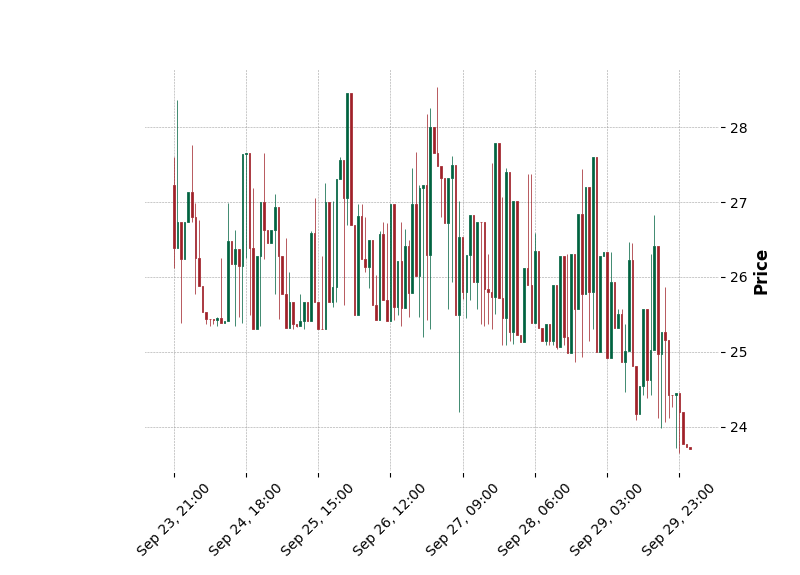 28
27
26
25
24
Price
Sep 23, 21:00
Sep 24, 18:00
Sep 25, 15:00
Sep 26, 12:00
Sep 27, 09:00
Sep 28, 06:00
Sep 29, 03:00
Sep 29, 23:00